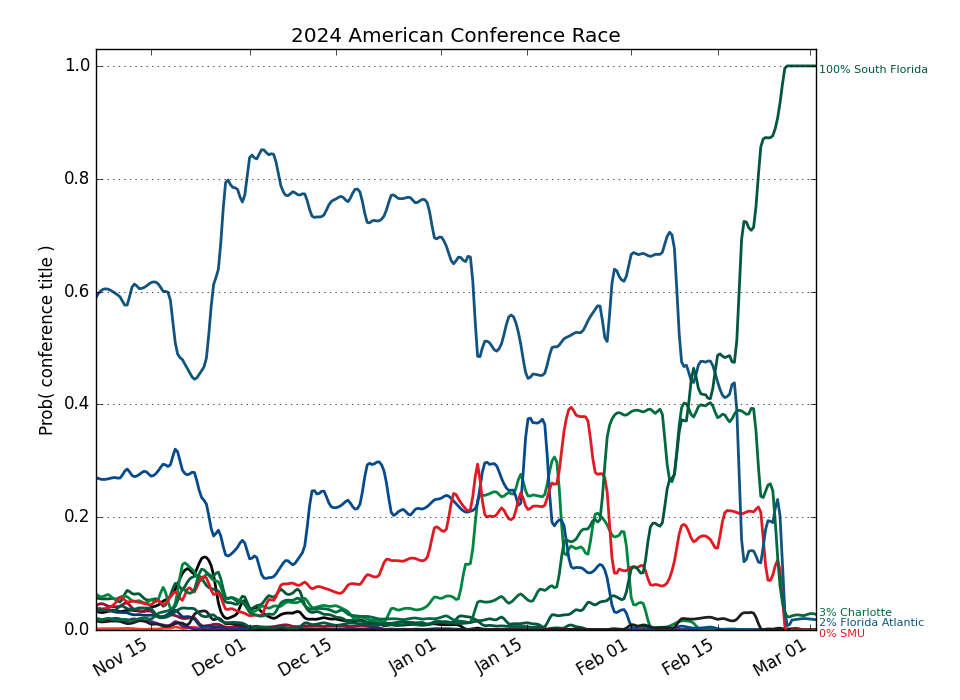 2024 American Conference Race
Prob( conference title )
1.0
0.8
0.6
0.4
0.2
0.0
100% South Florida
3% Charlotte
2% Florida Atlantic
0% SMU
Nov 15
Dec 01
Dec 15
Jan 01
Jan 15
Feb 01
Feb 15
Mar 01